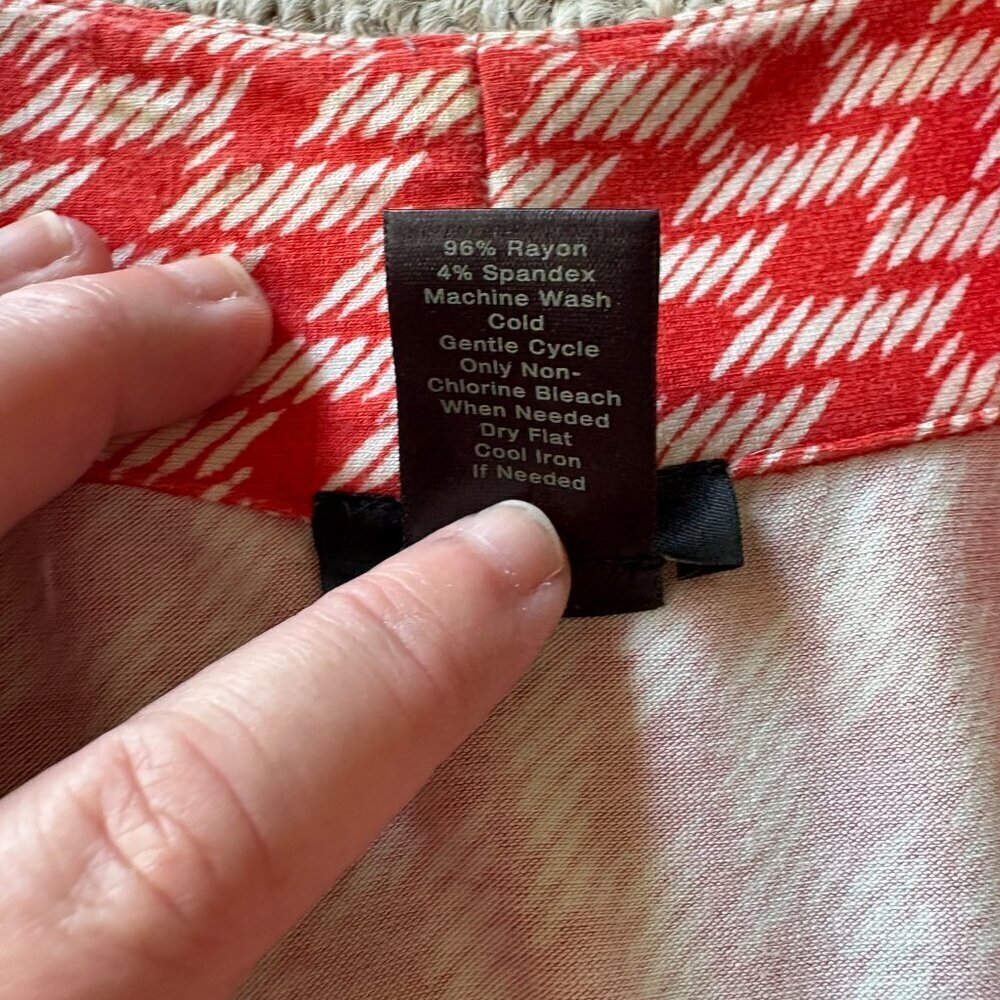 96% Rayon
4% Spandex
Machine Wash
Cold
Gentle Cycle
Only Non-
Chlorine Bleach
When Needed
Dry Flat
Cool Iron
If Needed